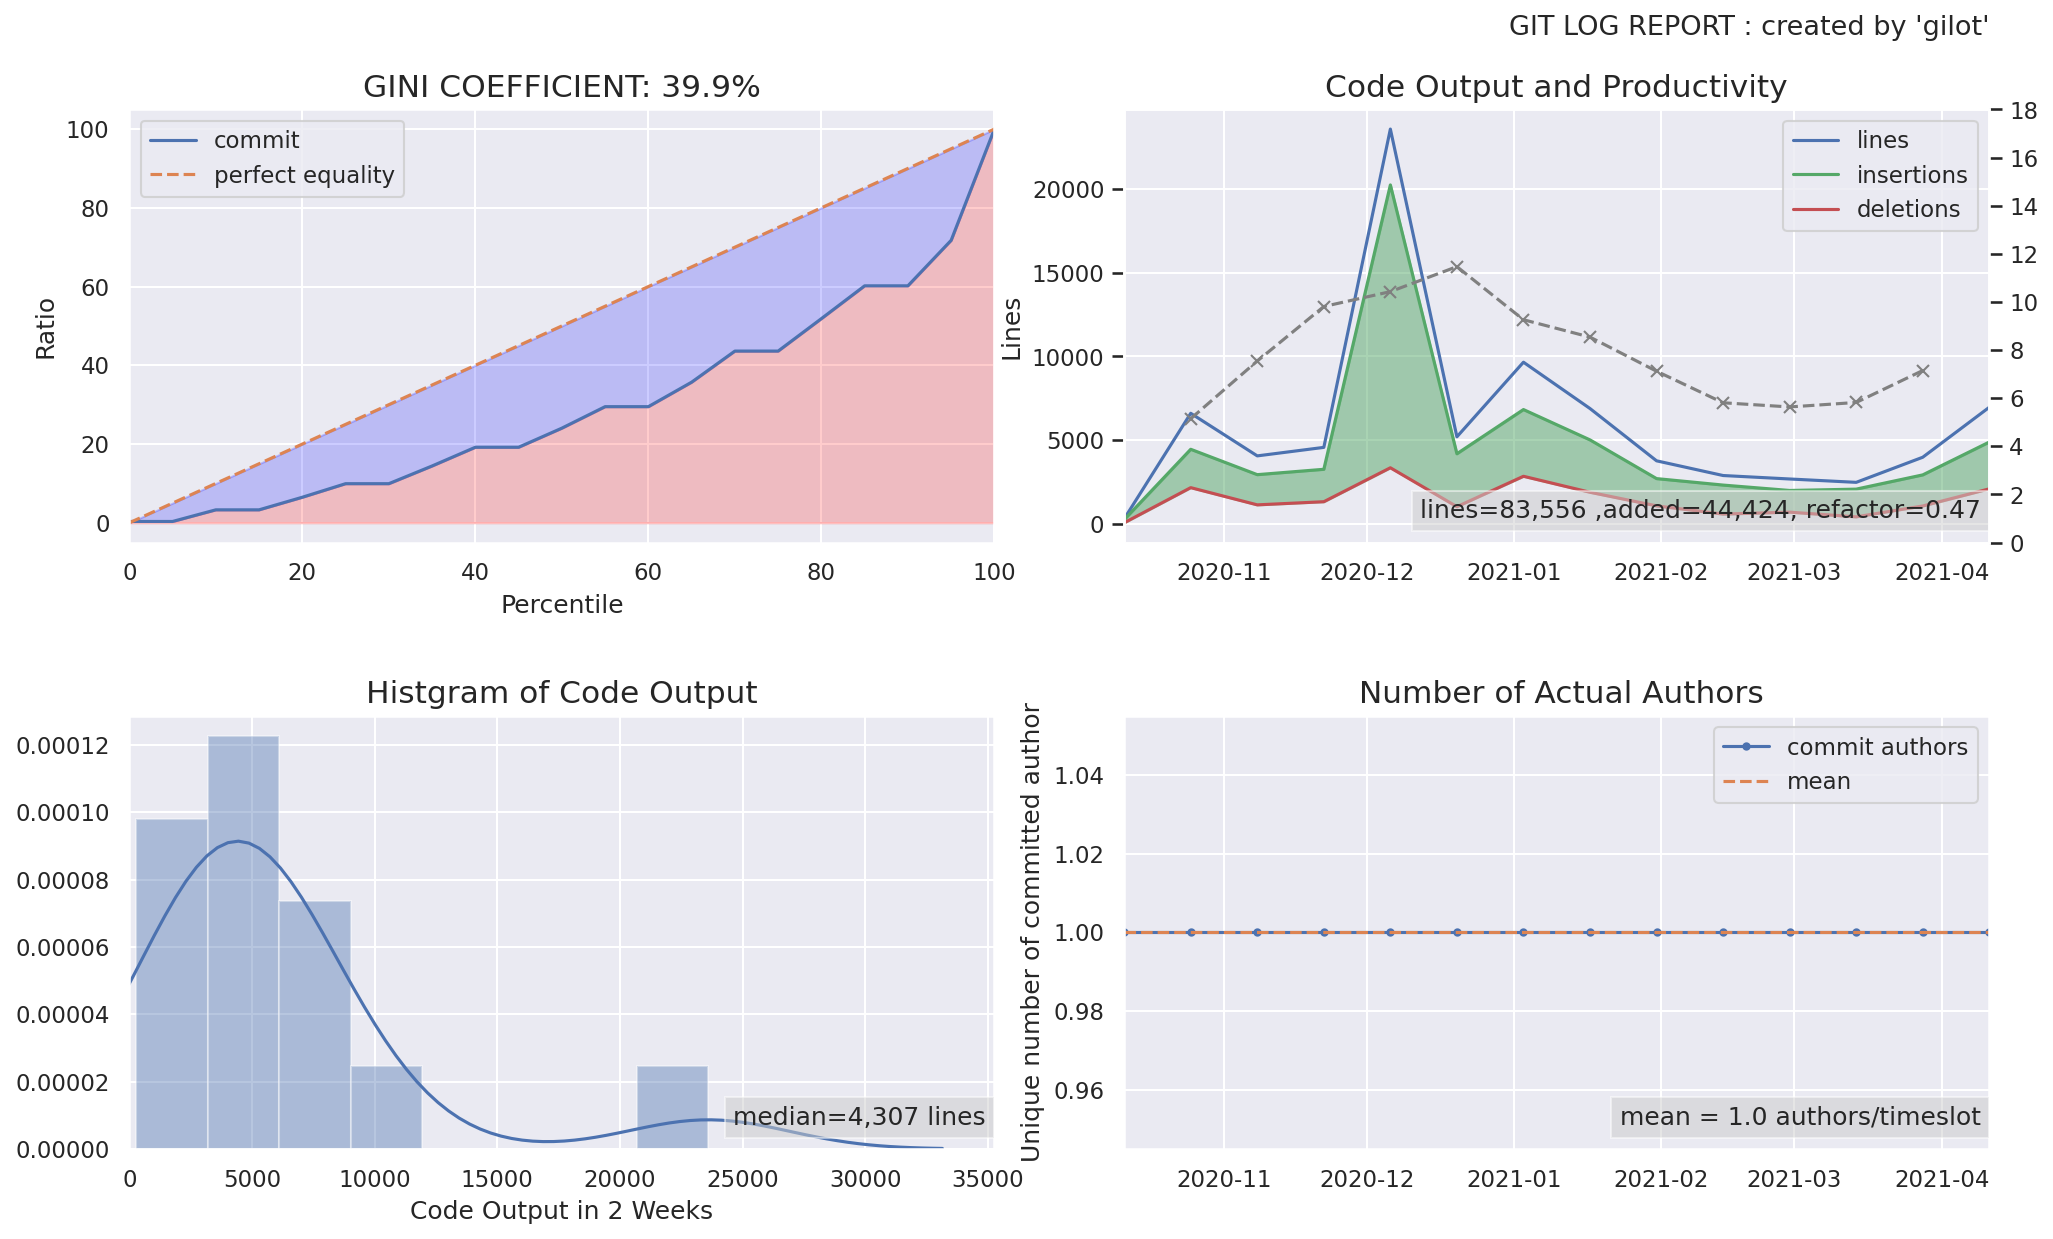 GIT LOG REPORT : created by 'gilot'
GINI COEFFICIENT: 39.9%
commit
perfect equality
100
80
60
40
20
0
Ratio
0 20 40 60 80 100
Percentile
Code Output and Productivity
lines
insertions
deletions
20000
15000
10000
5000
0
Lines
18
16
14
12
10
8
6
4
2
0
lines=83,556 ,added=44,424, refactor=0.47
2020-11 2020-12 2021-01 2021-02 2021-03 2021-04
Histgram of Code Output
0.00012
0.00010
0.00008
0.00006
0.00004
0.00002
0.00000
median=4,307 lines
0 5000 10000 15000 20000 25000 30000 35000
Code Output in 2 Weeks
Number of Actual Authors
commit authors
mean
Unique number of committed author
1.04
1.02
1.00
0.98
0.96
mean = 1.0 authors/timeslot
2020-11 2020-12 2021-01 2021-02 2021-03 2021-04